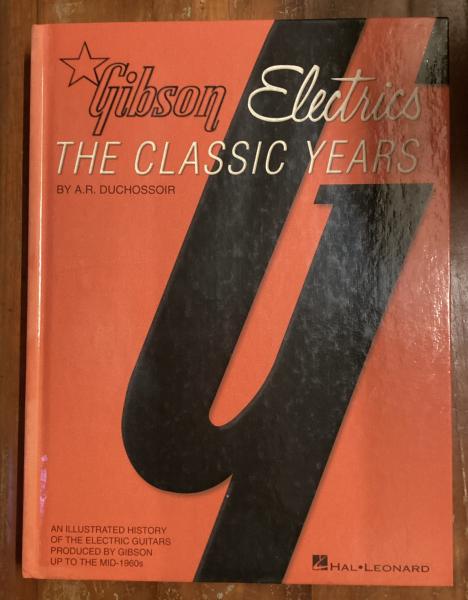 Gibson Electrics
THE CLASSIC YEARS
BY A.R. DUCHOSSOIR
AN ILLUSTRATED HISTORY
OF THE ELECTRIC GUITARS
PRODUCED BY GIBSON
UP TO THE MID-1960s
HAL•LEONARD